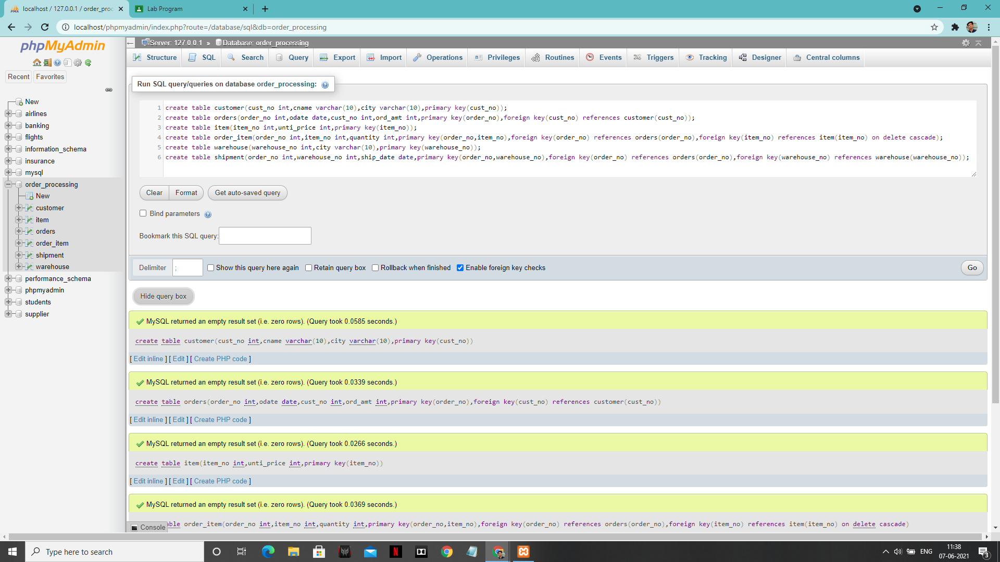 localhost / 127.0.0.1 / order_proc
Lab Program
localhost/phpmyadmin/index.php?route=/database/sql&db=order_processing
phpMyAdmin
Recent
Favorites
New
airlines
banking
flights
information_schema
insurance
mysql
order_processing
New
customer
item
orders
order_item
shipment
warehouse
performance_schema
phpmyadmin
students
supplier
Server: 127.0.0.1 » Database: order_processing
Structure SQL Search Query Export Import Operations Privileges Routines Events Triggers Tracking Designer Central columns
Run SQL query/queries on database order_processing:
1 create table customer(cust_no int,cname varchar(10),city varchar(10),primary key(cust_no));
2 create table orders(order_no int,odate date,cust_no int,ord_amt int,primary key(order_no),foreign key(cust_no) references customer(cust_no));
3 create table item(item_no int,unti_price int,primary key(item_no));
4 create table order_item(order_no int,item_no int,quantity int,primary key(order_no,item_no),foreign key(order_no) references orders(order_no),foreign key(item_no) references item(item_no) on delete cascade);
5 create table warehouse(warehouse_no int,city varchar(10),primary key(warehouse_no));
6 create table shipment(order_no int,warehouse_no int,ship_date date,primary key(order_no,warehouse_no),foreign key(order_no) references orders(order_no),foreign key(warehouse_no) references warehouse(warehouse_no));
Clear Format Get auto-saved query
Bind parameters
Bookmark this SQL query:
Delimiter ; Show this query here again Retain query box Rollback when finished Enable foreign key checks Go
Hide query box
MySQL returned an empty result set (i.e. zero rows). (Query took 0.0585 seconds.)
create table customer(cust_no int,cname varchar(10),city varchar(10),primary key(cust_no))
[ Edit inline ] [ Edit ] [ Create PHP code ]
MySQL returned an empty result set (i.e. zero rows). (Query took 0.0339 seconds.)
create table orders(order_no int,odate date,cust_no int,ord_amt int,primary key(order_no),foreign key(cust_no) references customer(cust_no))
[ Edit inline ] [ Edit ] [ Create PHP code ]
MySQL returned an empty result set (i.e. zero rows). (Query took 0.0266 seconds.)
create table item(item_no int,unti_price int,primary key(item_no))
[ Edit inline ] [ Edit ] [ Create PHP code ]
MySQL returned an empty result set (i.e. zero rows). (Query took 0.0369 seconds.)
ble order_item(order_no int,item_no int,quantity int,primary key(order_no,item_no),foreign key(order_no) references orders(order_no),foreign key(item_no) references item(item_no) on delete cascade)
Console
Type here to search
ENG
11:38
07-06-2021
3